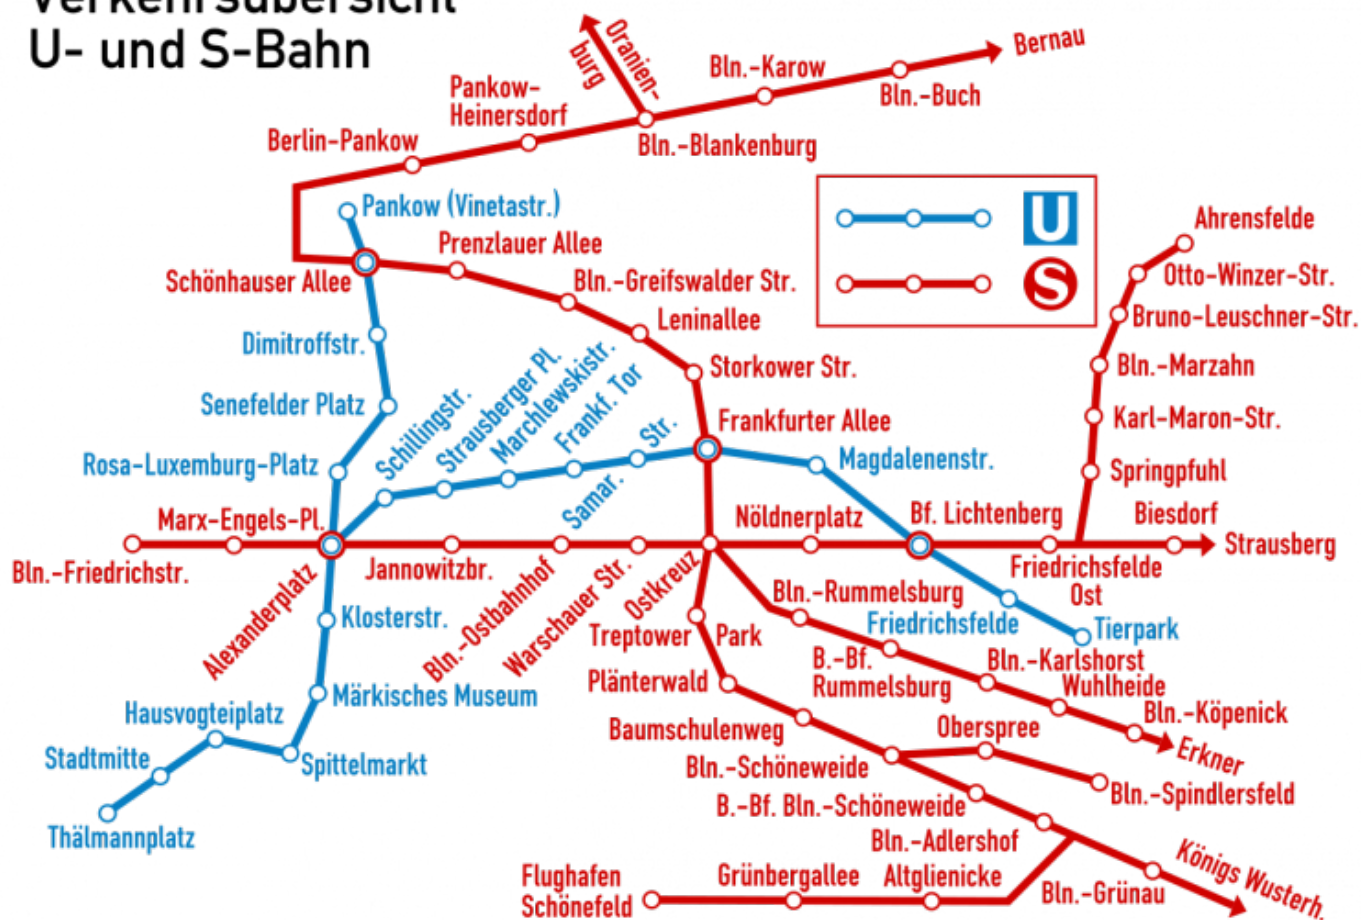 Verkehrsübersicht
U- und S-Bahn
Oranien-
burg
Bernau
Bln.-Karow
Bln.-Buch
Pankow-
Heinersdorf
Bln.-Blankenburg
Berlin-Pankow
Pankow (Vinetastr.)
Prenzlauer Allee
Schönhauser Allee
Bln.-Greifswalder Str.
Leninallee
U
S
Ahrensfelde
Otto-Winzer-Str.
Bruno-Leuschner-Str.
Dimitroffstr.
Storkower Str.
Bln.-Marzahn
Senefelder Platz
Schillingstr.
Strausberger Pl.
Marchlewskistr.
Frankf. Tor
Samar.
Str.
Frankfurter Allee
Karl-Maron-Str.
Rosa-Luxemburg-Platz
Magdalenenstr.
Springpfuhl
Marx-Engels-Pl.
Nöldnerplatz
Bf. Lichtenberg
Biesdorf
Strausberg
Bln.-Friedrichstr.
Alexanderplatz
Jannowitzbr.
Bln.-Ostbahnhof
Warschauer Str.
Ostkreuz
Friedrichsfelde
Ost
Bln.-Rummelsburg
Friedrichsfelde
Tierpark
Klosterstr.
Treptower Park
B.-Bf.
Rummelsburg
Bln.-Karlshorst
Wuhlheide
Plänterwald
Märkisches Museum
Bln.-Köpenick
Erkner
Hausvogteiplatz
Baumschulenweg
Oberspree
Stadtmitte
Spittelmarkt
Bln.-Schöneweide
Bln.-Spindlersfeld
B.-Bf. Bln.-Schöneweide
Thälmannplatz
Bln.-Adlershof
Königs Wusterh.
Flughafen
Schönefeld
Grünbergallee
Altglienicke
Bln.-Grünau